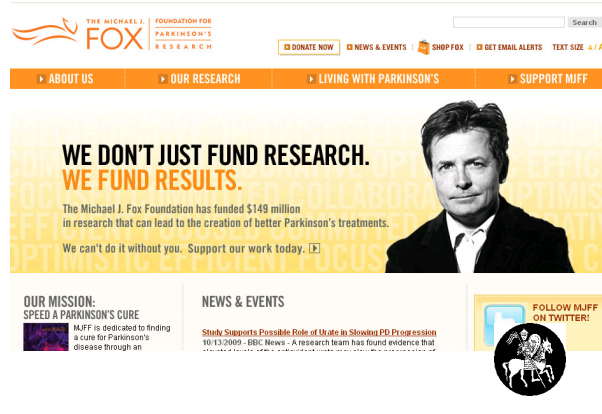 THE MICHAEL J.
FOX
FOUNDATION FOR
PARKINSON'S
RESEARCH
Search
DONATE NOW
NEWS & EVENTS
SHOP FOX
GET EMAIL ALERTS
TEXT SIZE a / A
ABOUT US
OUR RESEARCH
LIVING WITH PARKINSON'S
SUPPORT MJFF
WE DON'T JUST FUND RESEARCH.
WE FUND RESULTS.
The Michael J. Fox Foundation has funded $149 million
in research that can lead to the creation of better Parkinson's treatments.
We can't do it without you. Support our work today.
OUR MISSION:
SPEED A PARKINSON'S CURE
MJFF is dedicated to finding
a cure for Parkinson's
disease through an
NEWS & EVENTS
Study Supports Possible Role of Urate in Slowing PD Progression
10/13/2009 - BBC News - A research team has found evidence that
FOLLOW MJFF
ON TWITTER!